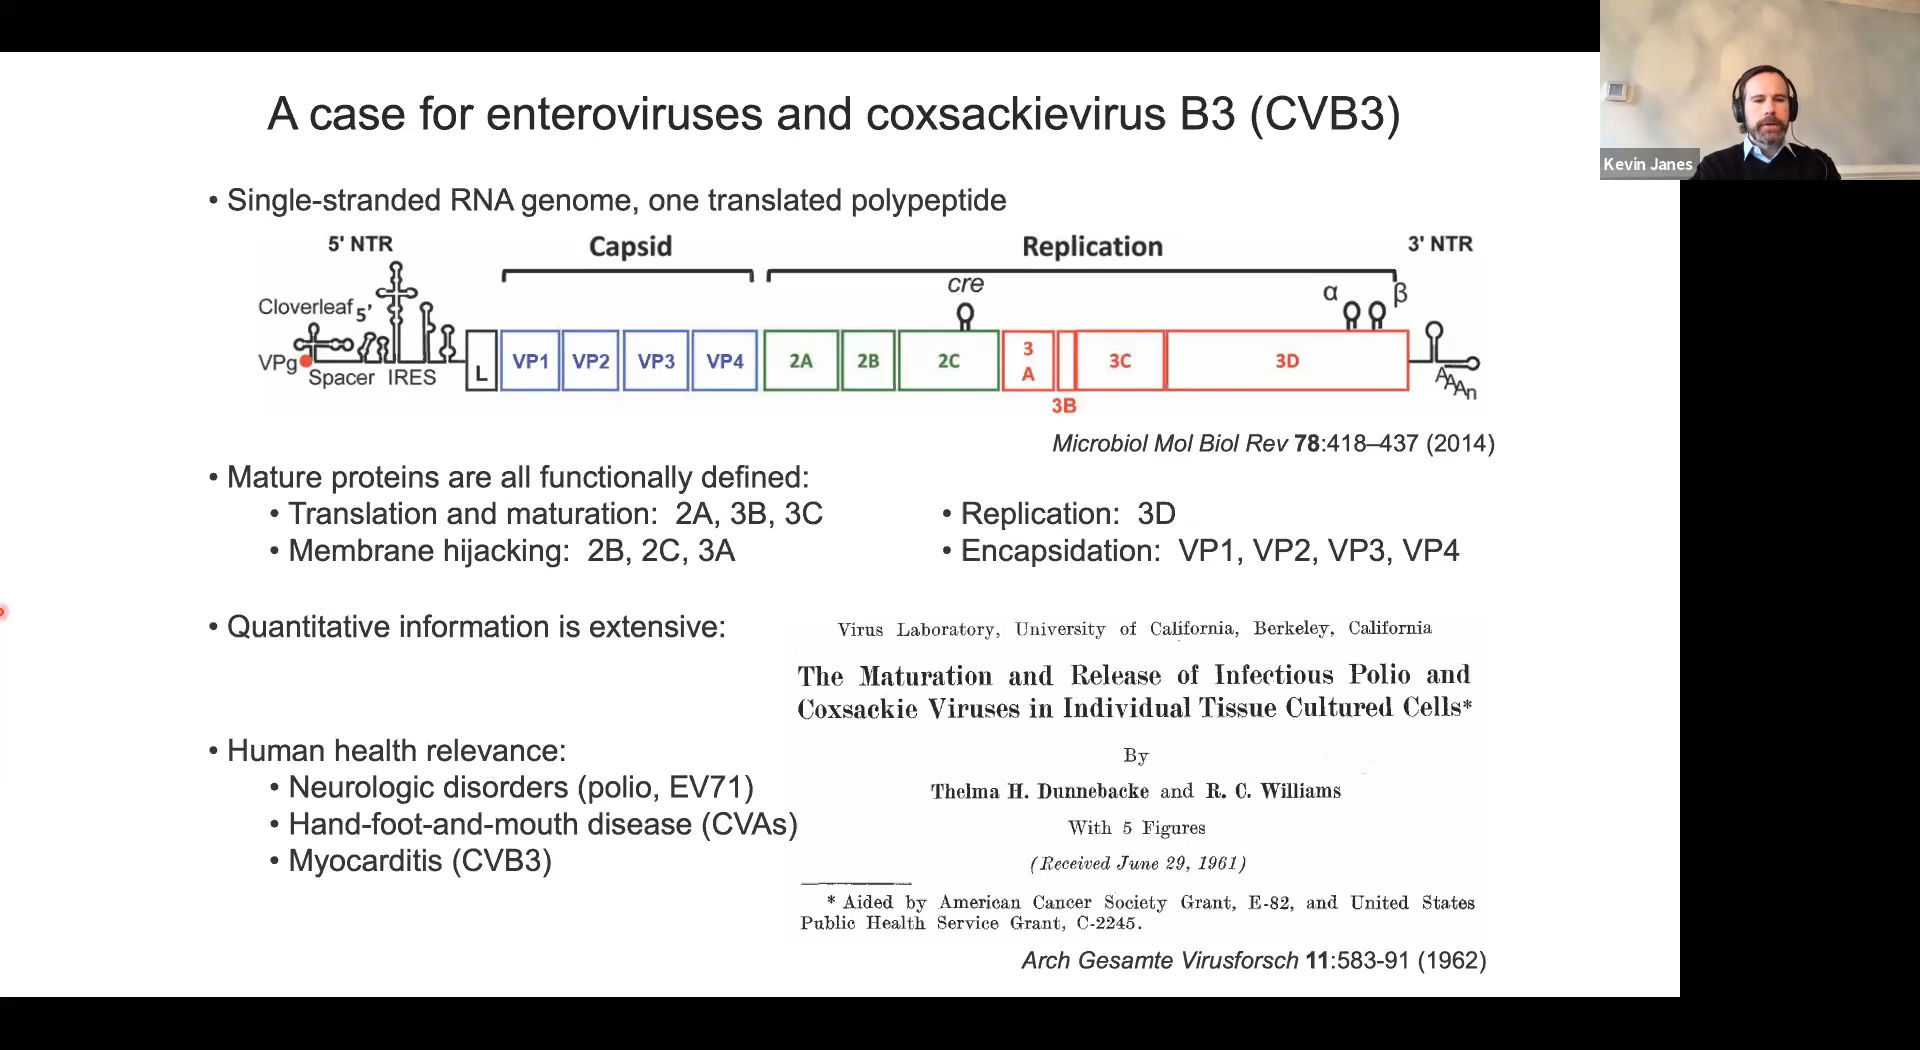 A case for enteroviruses and coxsackievirus B3 (CVB3)
Kevin Janes
• Single-stranded RNA genome, one translated polypeptide
5' NTR
Capsid
Replication
3' NTR
cre
α
β
Cloverleaf 5'
VPg
Spacer IRES
L
VP1
VP2
VP3
VP4
2A
2B
2C
3
A
3B
3C
3D
AAAn
Microbiol Mol Biol Rev 78:418–437 (2014)
• Mature proteins are all functionally defined:
• Translation and maturation: 2A, 3B, 3C
• Membrane hijacking: 2B, 2C, 3A
• Replication: 3D
• Encapsidation: VP1, VP2, VP3, VP4
• Quantitative information is extensive:
Virus Laboratory, University of California, Berkeley, California
The Maturation and Release of Infectious Polio and
Coxsackie Viruses in Individual Tissue Cultured Cells*
By
Thelma H. Dunnebacke and R. C. Williams
With 5 Figures
(Received June 29, 1961)
* Aided by American Cancer Society Grant, E-82, and United States
Public Health Service Grant, C-2245.
Arch Gesamte Virusforsch 11:583-91 (1962)
• Human health relevance:
• Neurologic disorders (polio, EV71)
• Hand-foot-and-mouth disease (CVAs)
• Myocarditis (CVB3)